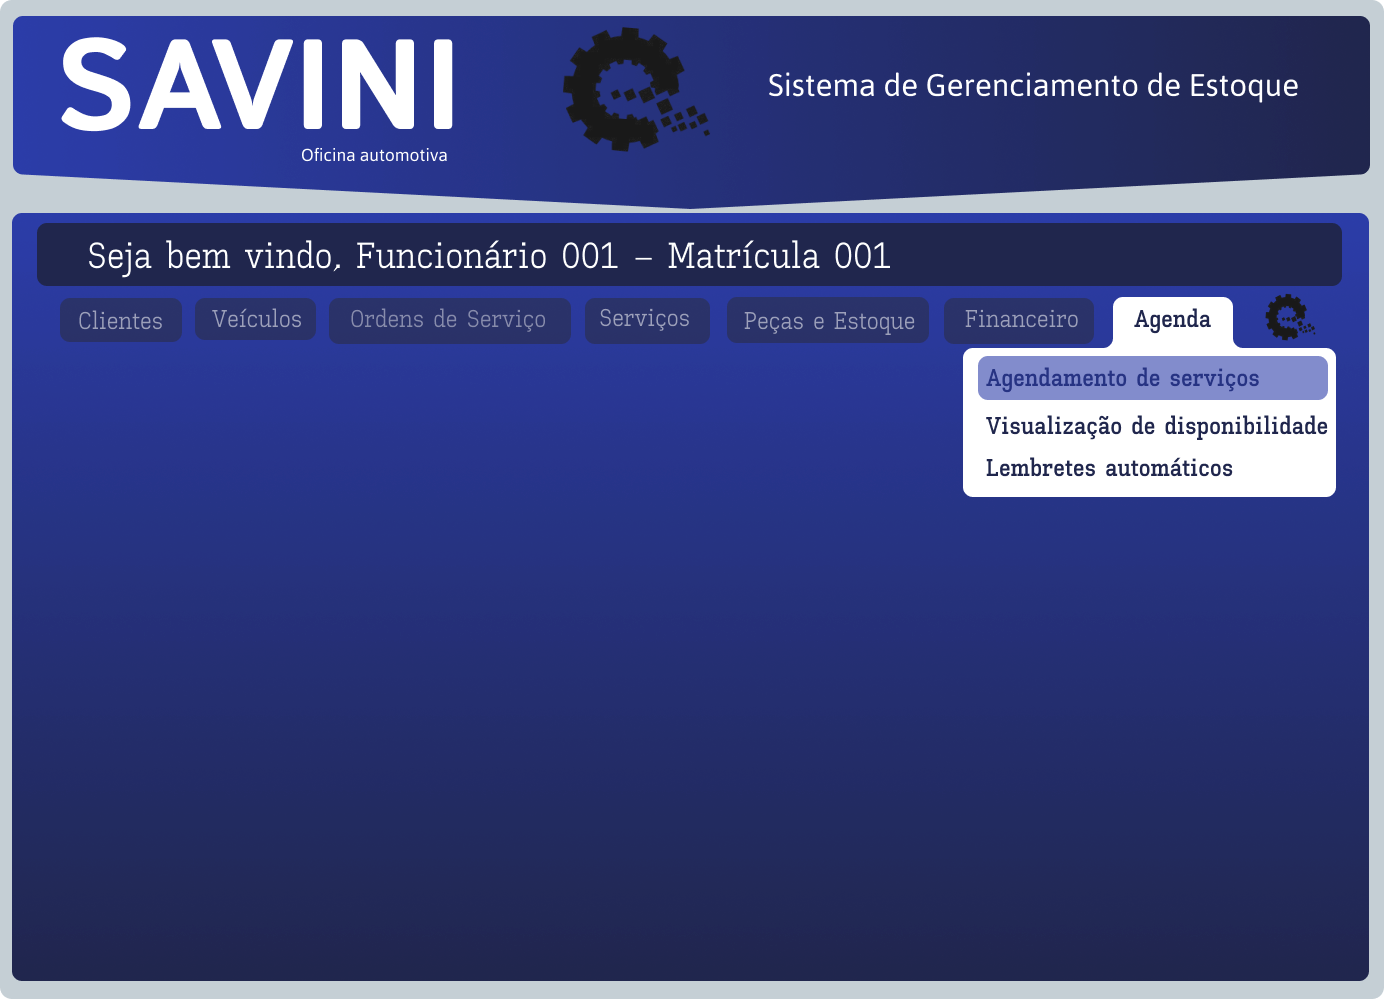 SAVINI
Oficina automotiva
Sistema de Gerenciamento de Estoque
Seja bem vindo, Funcionário 001 – Matrícula 001
Clientes
Veículos
Ordens de Serviço
Serviços
Peças e Estoque
Financeiro
Agenda
Agendamento de serviços
Visualização de disponibilidade
Lembretes automáticos